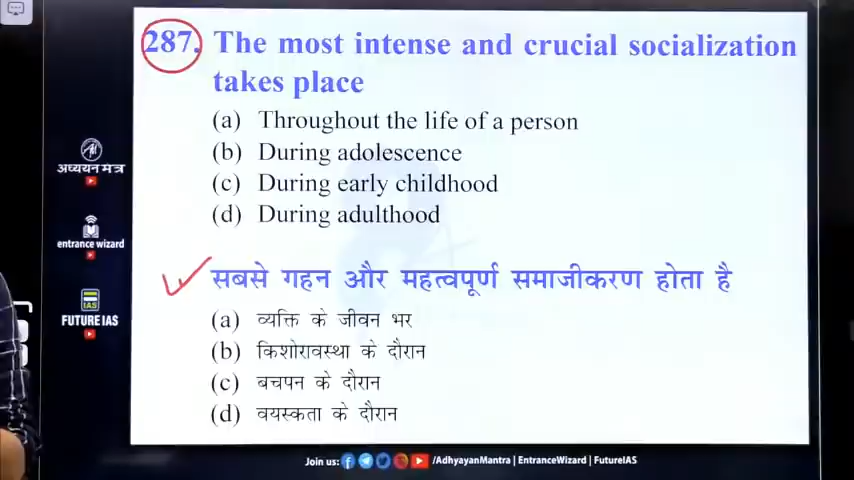 287. The most intense and crucial socialization
takes place
(a) Throughout the life of a person
(b) During adolescence
(c) During early childhood
(d) During adulthood
सबसे गहन और महत्वपूर्ण समाजीकरण होता है
(a) व्यक्ति के जीवन भर
(b) किशोरावस्था के दौरान
(c) बचपन के दौरान
(d) वयस्कता के दौरान
अध्ययन मंत्र
entrance wizard
IAS
FUTURE IAS
Join us: /AdhyayanMantra | EntranceWizard | FutureIAS